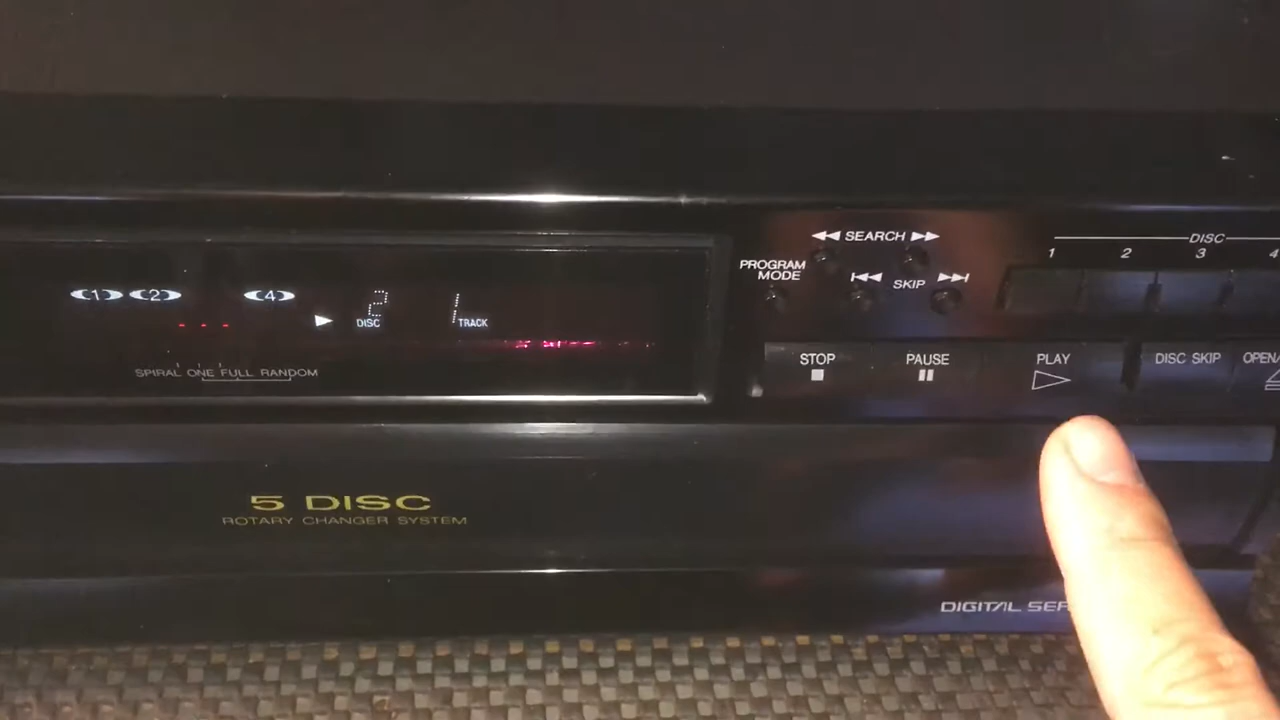 SEARCH
DISC
PROGRAM
MODE
SKIP
1 2 3 4
1 2 4
2
DISC
1
TRACK
STOP
PAUSE
PLAY
DISC SKIP
SPIRAL ONE FULL RANDOM
5 DISC
ROTARY CHANGER SYSTEM
DIGITAL